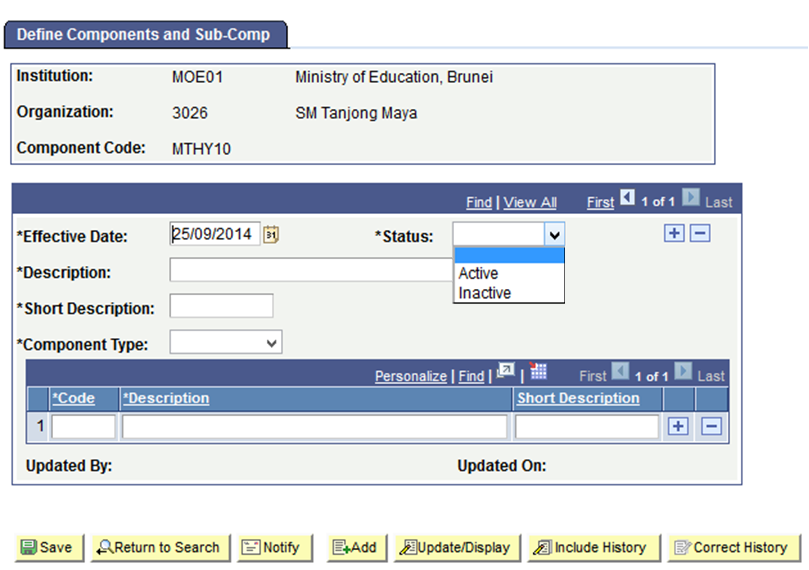 Define Components and Sub-Comp
Institution: MOE01 Ministry of Education, Brunei
Organization: 3026 SM Tanjong Maya
Component Code: MTHY10
Find | View All First 1 of 1 Last
*Effective Date: 25/09/2014 31 *Status:
*Description:
Active
Inactive
*Short Description:
*Component Type:
Personalize | Find | | First 1 of 1 Last
*Code *Description Short Description
1
Updated By: Updated On:
Save Return to Search Notify Add Update/Display Include History Correct History